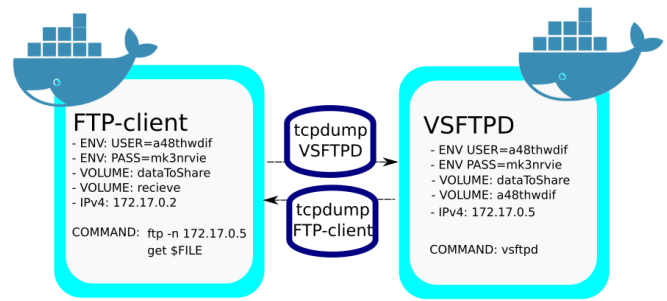 FTP-client
- ENV: USER=a48thwdif
- ENV: PASS=mk3nrvie
- VOLUME: dataToShare
- VOLUME: recieve
- IPv4: 172.17.0.2
COMMAND: ftp -n 172.17.0.5
get $FILE
tcpdump
VSFTPD
tcpdump
FTP-client
VSFTPD
- ENV USER=a48thwdif
- ENV PASS=mk3nrvie
- VOLUME: dataToShare
- VOLUME: a48thwdif
- IPv4: 172.17.0.5
COMMAND: vsftpd